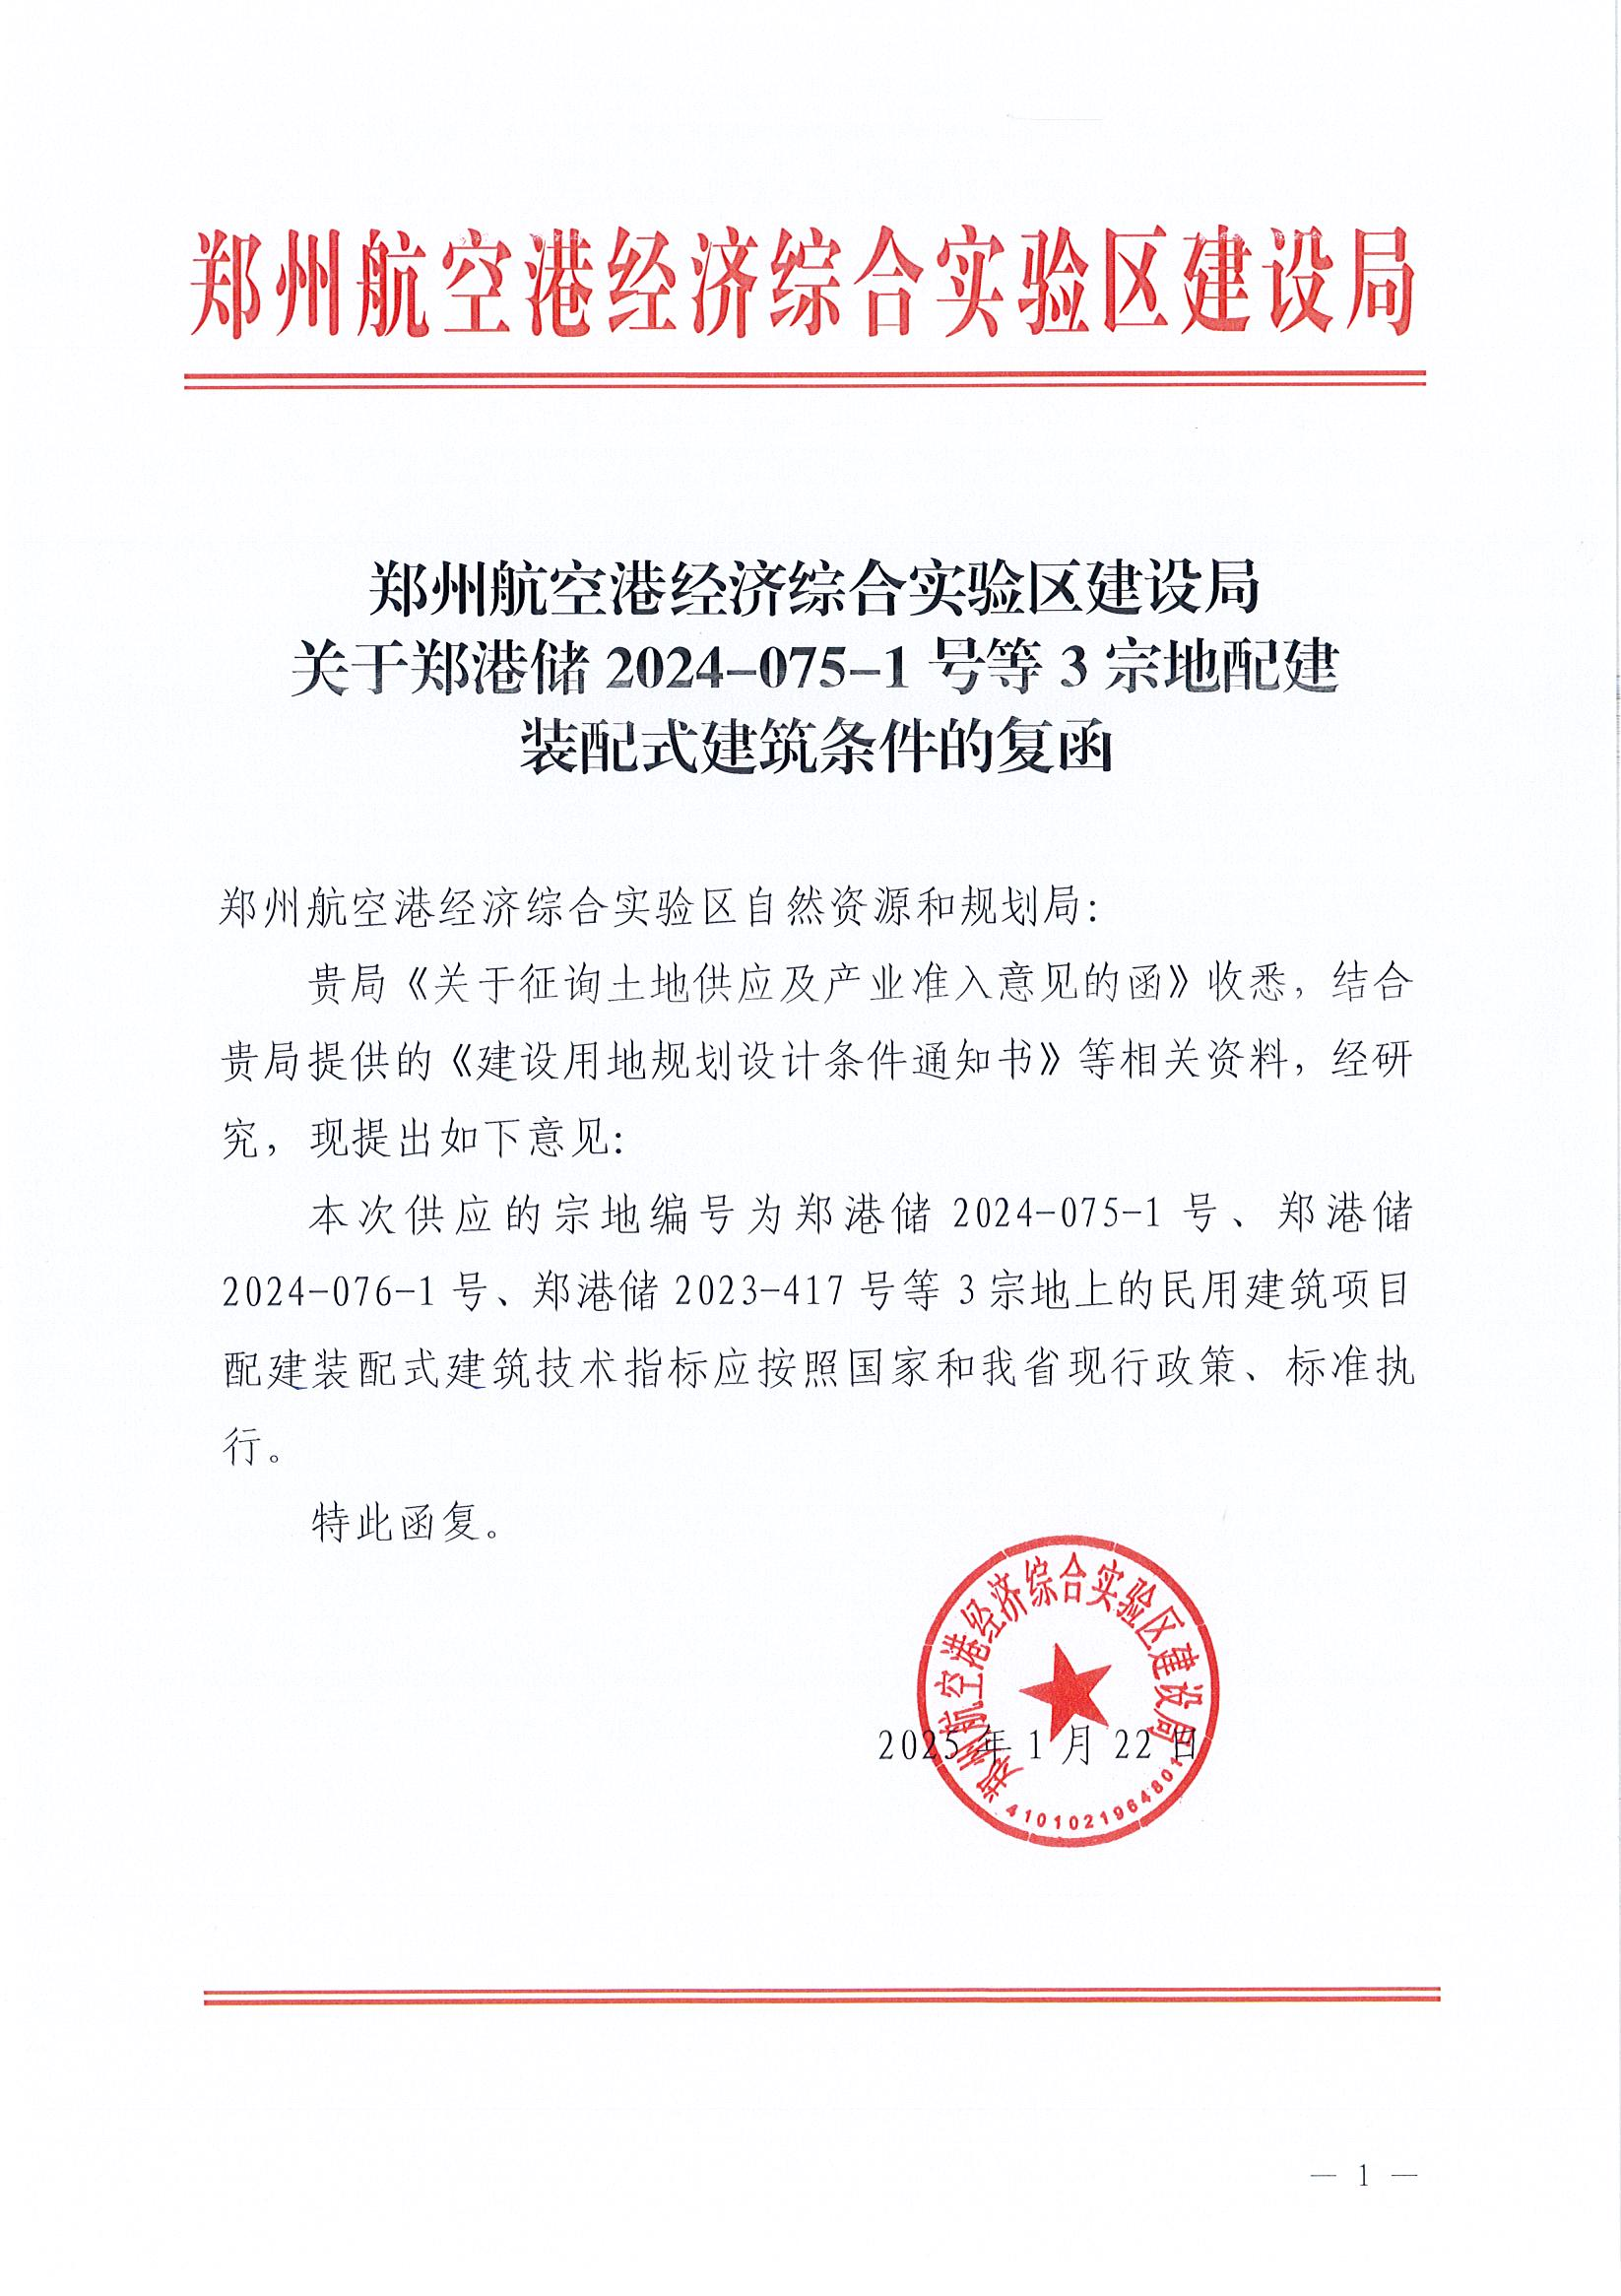 郑州航空港经济综合实验区建设局
郑州航空港经济综合实验区建设局
关于郑港储 2024-075-1 号等 3 宗地配建
装配式建筑条件的复函
郑州航空港经济综合实验区自然资源和规划局：
贵局《关于征询土地供应及产业准入意见的函》收悉，结合
贵局提供的《建设用地规划设计条件通知书》等相关资料，经研
究，现提出如下意见：
本次供应的宗地编号为郑港储 2024-075-1 号、郑港储
2024-076-1 号、郑港储 2023-417 号等 3 宗地上的民用建筑项目
配建装配式建筑技术指标应按照国家和我省现行政策、标准执
行。
特此函复。
郑州航空港经济综合实验区建设局
2025 年 1 月 22 日
4101021964801
— 1 —